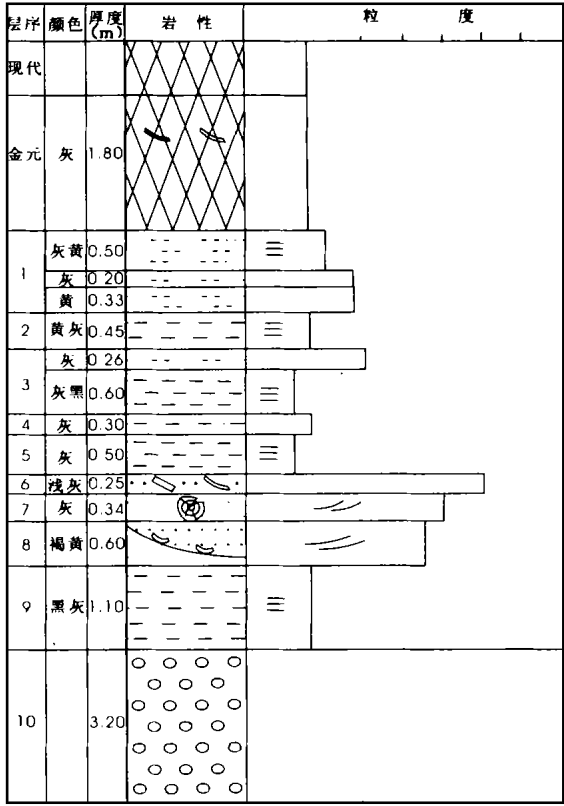 层序 颜色 厚度(m) 岩性 粒度
现代
金元 灰 1.80
1 灰黄 0.50
灰 0 20
黄 0.33
2 黄灰 0.45
3 灰 0 26
灰黑 0.60
4 灰 0.30
5 灰 0 50
6 浅灰 0.25
7 灰 0.34
8 褐黄 0.60
9 黑灰 1.10
10 3.20